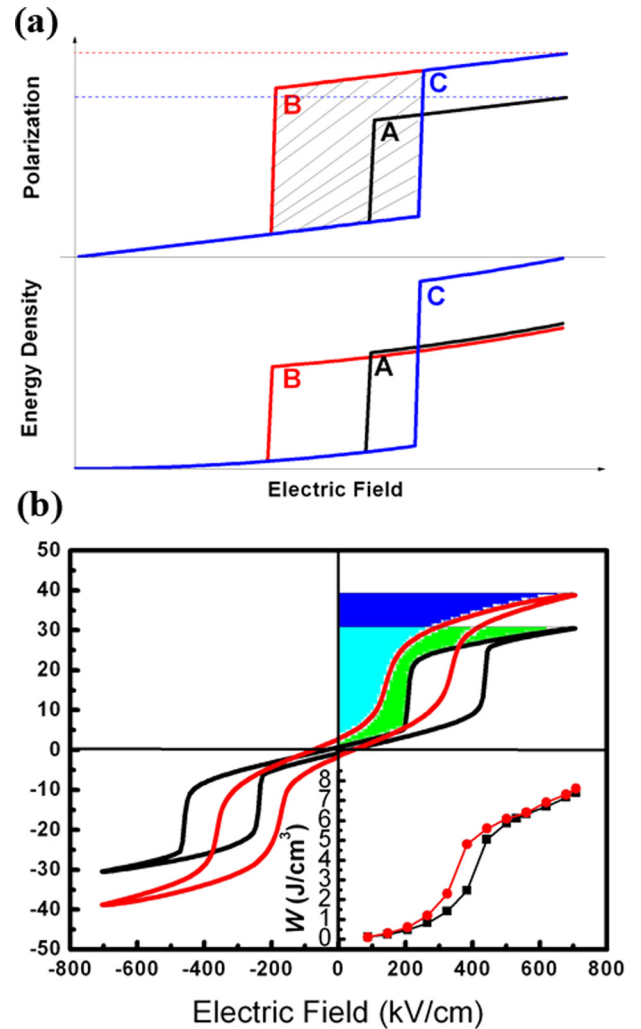 (a)
Polarization
B
C
A
Energy Density
C
B
A
Electric Field
(b)
50
40
30
20
10
0
-10
-20
-30
-40
-50
8
7
6
5
4
3
2
1
0
W (J/cm³)
-800 -600 -400 -200 0 200 400 600 800
Electric Field (kV/cm)